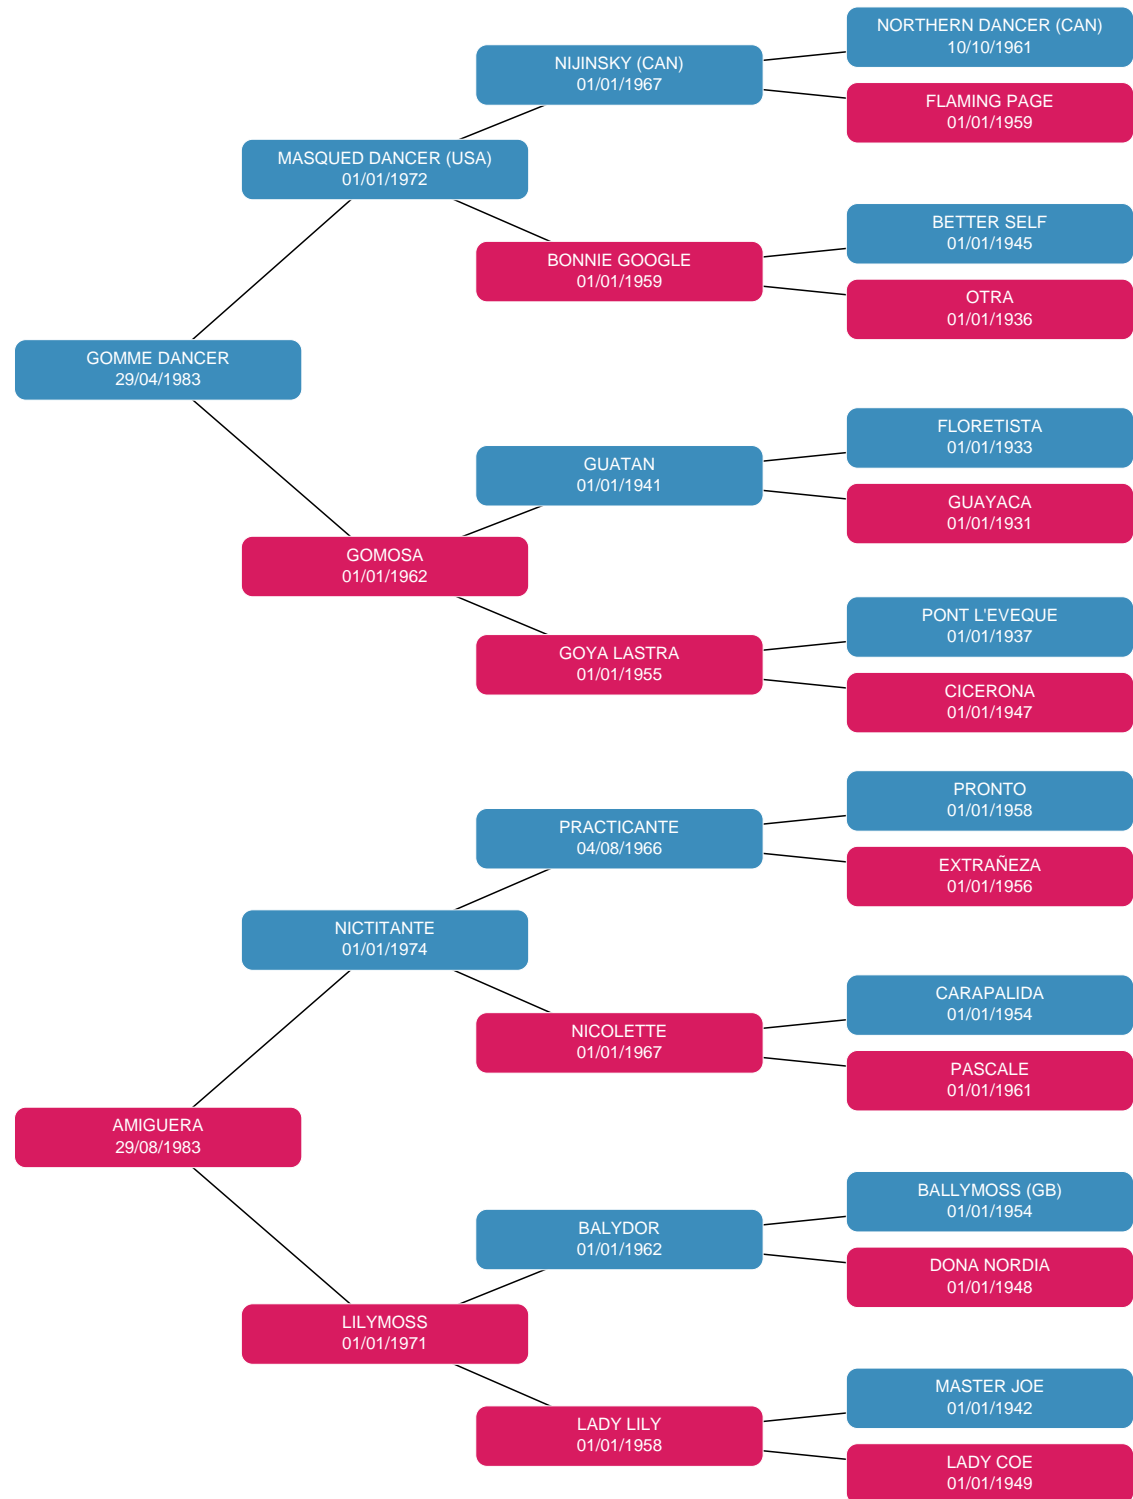 NORTHERN DANCER (CAN)
10/10/1961
NIJINSKY (CAN)
01/01/1967
FLAMING PAGE
01/01/1959
MASQUED DANCER (USA)
01/01/1972
BETTER SELF
01/01/1945
BONNIE GOOGLE
01/01/1959
OTRA
01/01/1936
GOMME DANCER
29/04/1983
FLORETISTA
01/01/1933
GUATAN
01/01/1941
GUAYACA
01/01/1931
GOMOSA
01/01/1962
PONT L'EVEQUE
01/01/1937
GOYA LASTRA
01/01/1955
CICERONA
01/01/1947
PRONTO
01/01/1958
PRACTICANTE
04/08/1966
EXTRAÑEZA
01/01/1956
NICTITANTE
01/01/1974
CARAPALIDA
01/01/1954
NICOLETTE
01/01/1967
PASCALE
01/01/1961
AMIGUERA
29/08/1983
BALLYMOSS (GB)
01/01/1954
BALYDOR
01/01/1962
DONA NORDIA
01/01/1948
LILYMOSS
01/01/1971
MASTER JOE
01/01/1942
LADY LILY
01/01/1958
LADY COE
01/01/1949